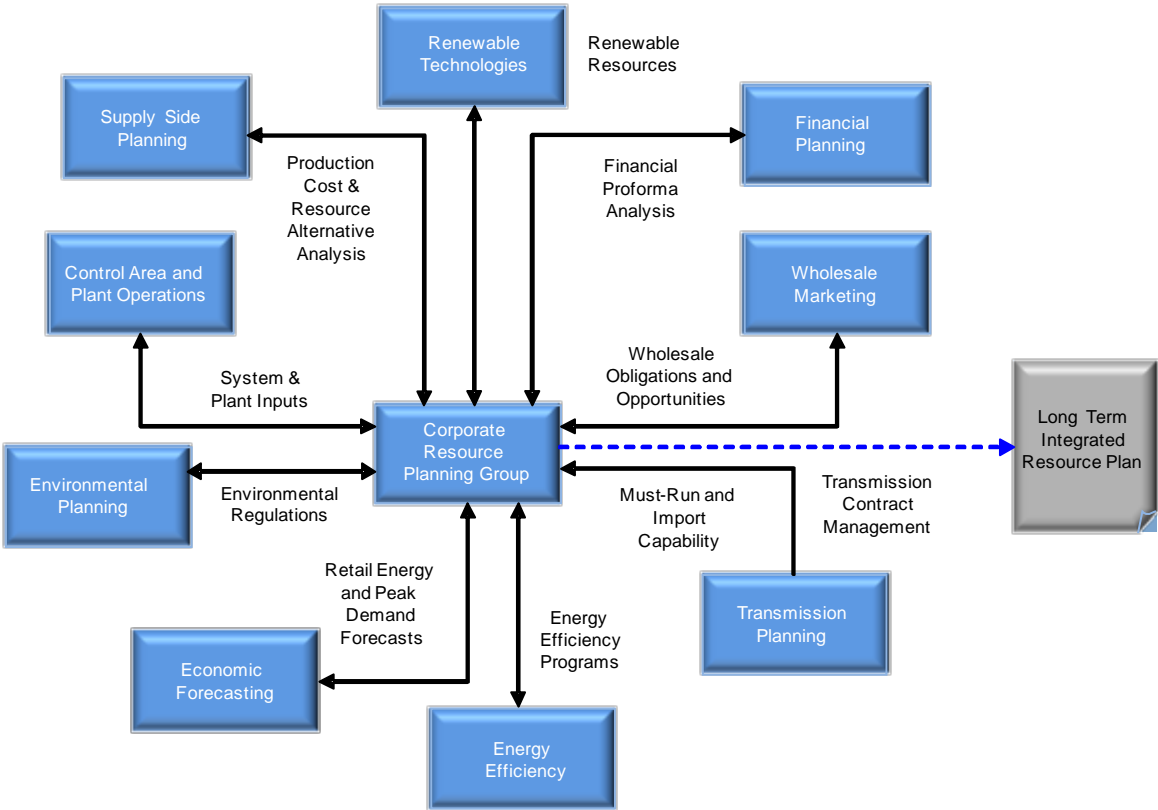 Renewable
Technologies
Renewable
Resources
Supply Side
Planning
Financial
Planning
Production
Cost &
Resource
Alternative
Analysis
Financial
Proforma
Analysis
Control Area and
Plant Operations
Wholesale
Marketing
System &
Plant Inputs
Wholesale
Obligations and
Opportunities
Corporate
Resource
Planning Group
Long Term
Integrated
Resource Plan
Environmental
Planning
Environmental
Regulations
Must-Run and
Import
Capability
Transmission
Contract
Management
Retail Energy
and Peak
Demand
Forecasts
Energy
Efficiency
Programs
Transmission
Planning
Economic
Forecasting
Energy
Efficiency